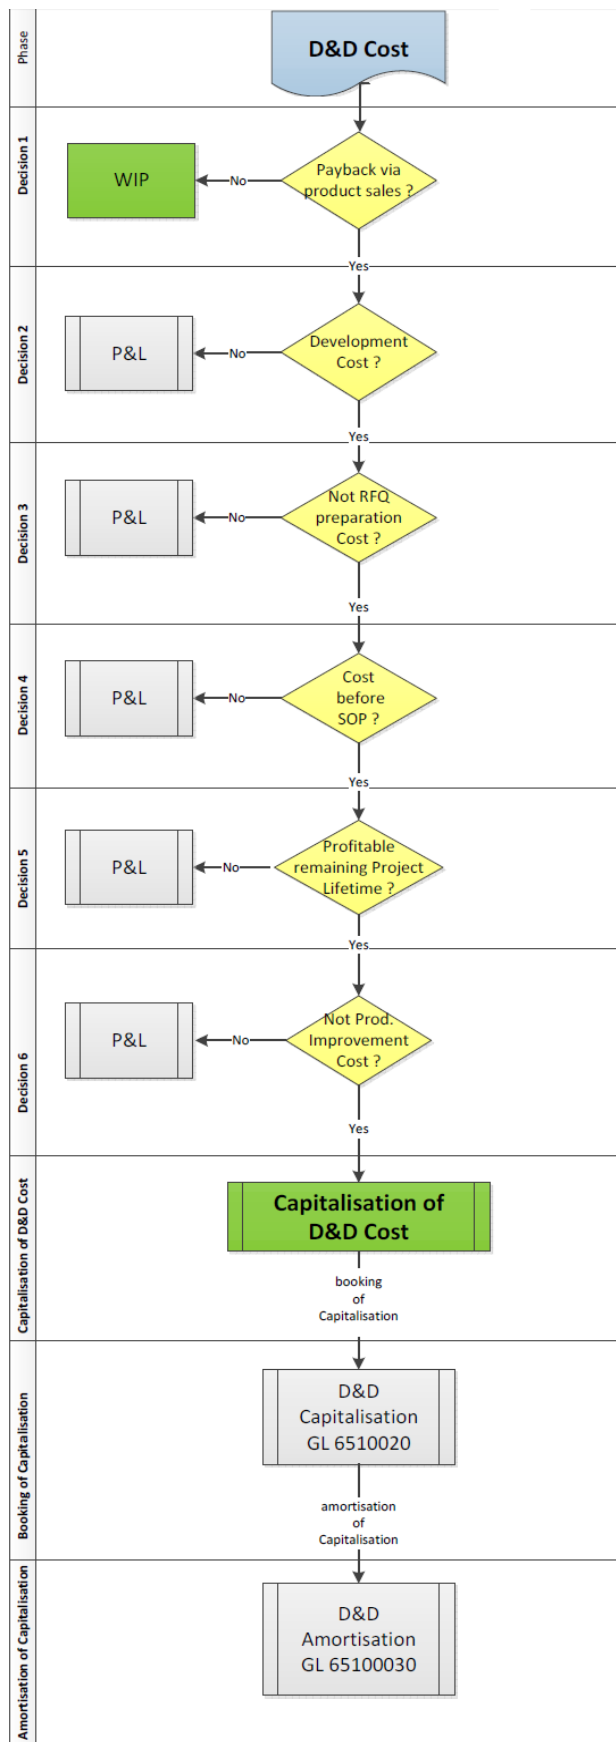 Phase
D&D Cost
Decision 1
WIP
No
Payback via
product sales ?
Yes
Decision 2
P&L
No
Development
Cost ?
Yes
Decision 3
P&L
No
Not RFQ
preparation
Cost ?
Yes
Decision 4
P&L
No
Cost
before
SOP ?
Yes
Decision 5
P&L
No
Profitable
remaining Project
Lifetime ?
Yes
Decision 6
P&L
No
Not Prod.
Improvement
Cost ?
Yes
Capitalisation of D&D Cost
Capitalisation of
D&D Cost
booking
of
Capitalisation
Booking of Capitalisation
D&D
Capitalisation
GL 6510020
amortisation
of
Capitalisation
Amortisation of Capitalisation
D&D
Amortisation
GL 65100030